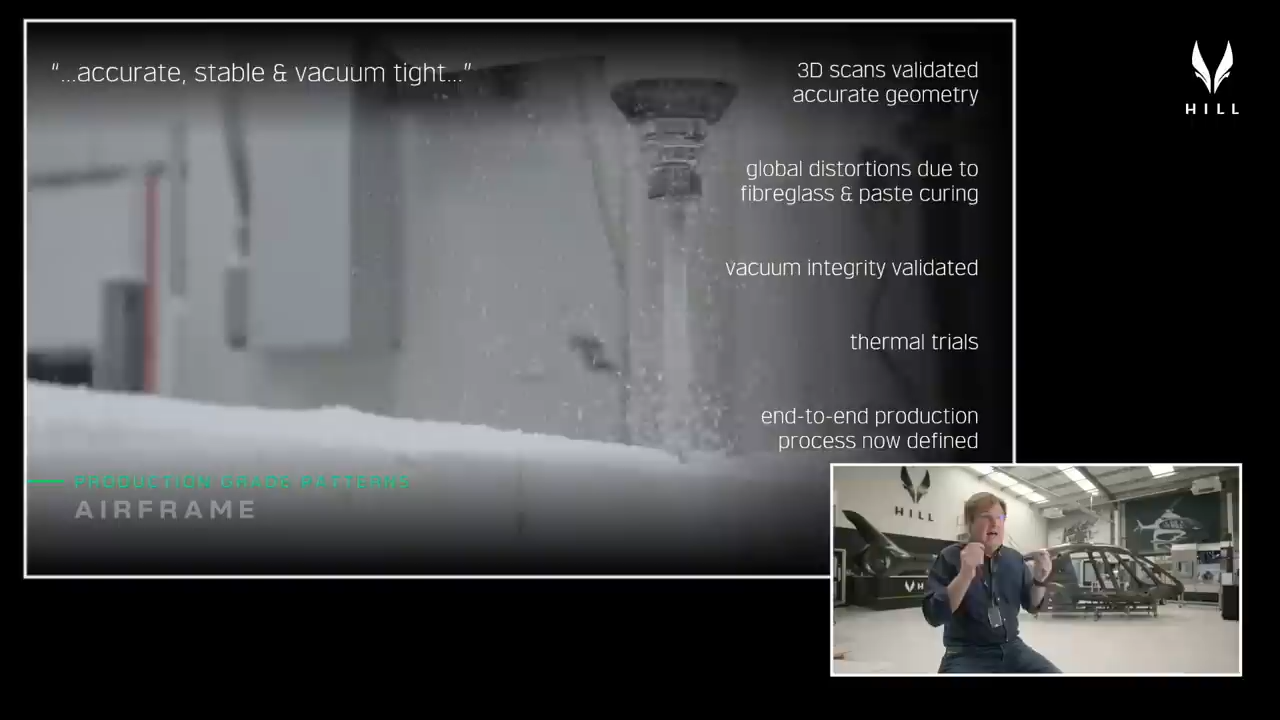 "...accurate, stable & vacuum tight..."
3D scans validated
accurate geometry
global distortions due to
fibreglass & paste curing
vacuum integrity validated
thermal trials
end-to-end production
process now defined
PRODUCTION GRADE PATTERNS
AIRFRAME
HILL
HILL